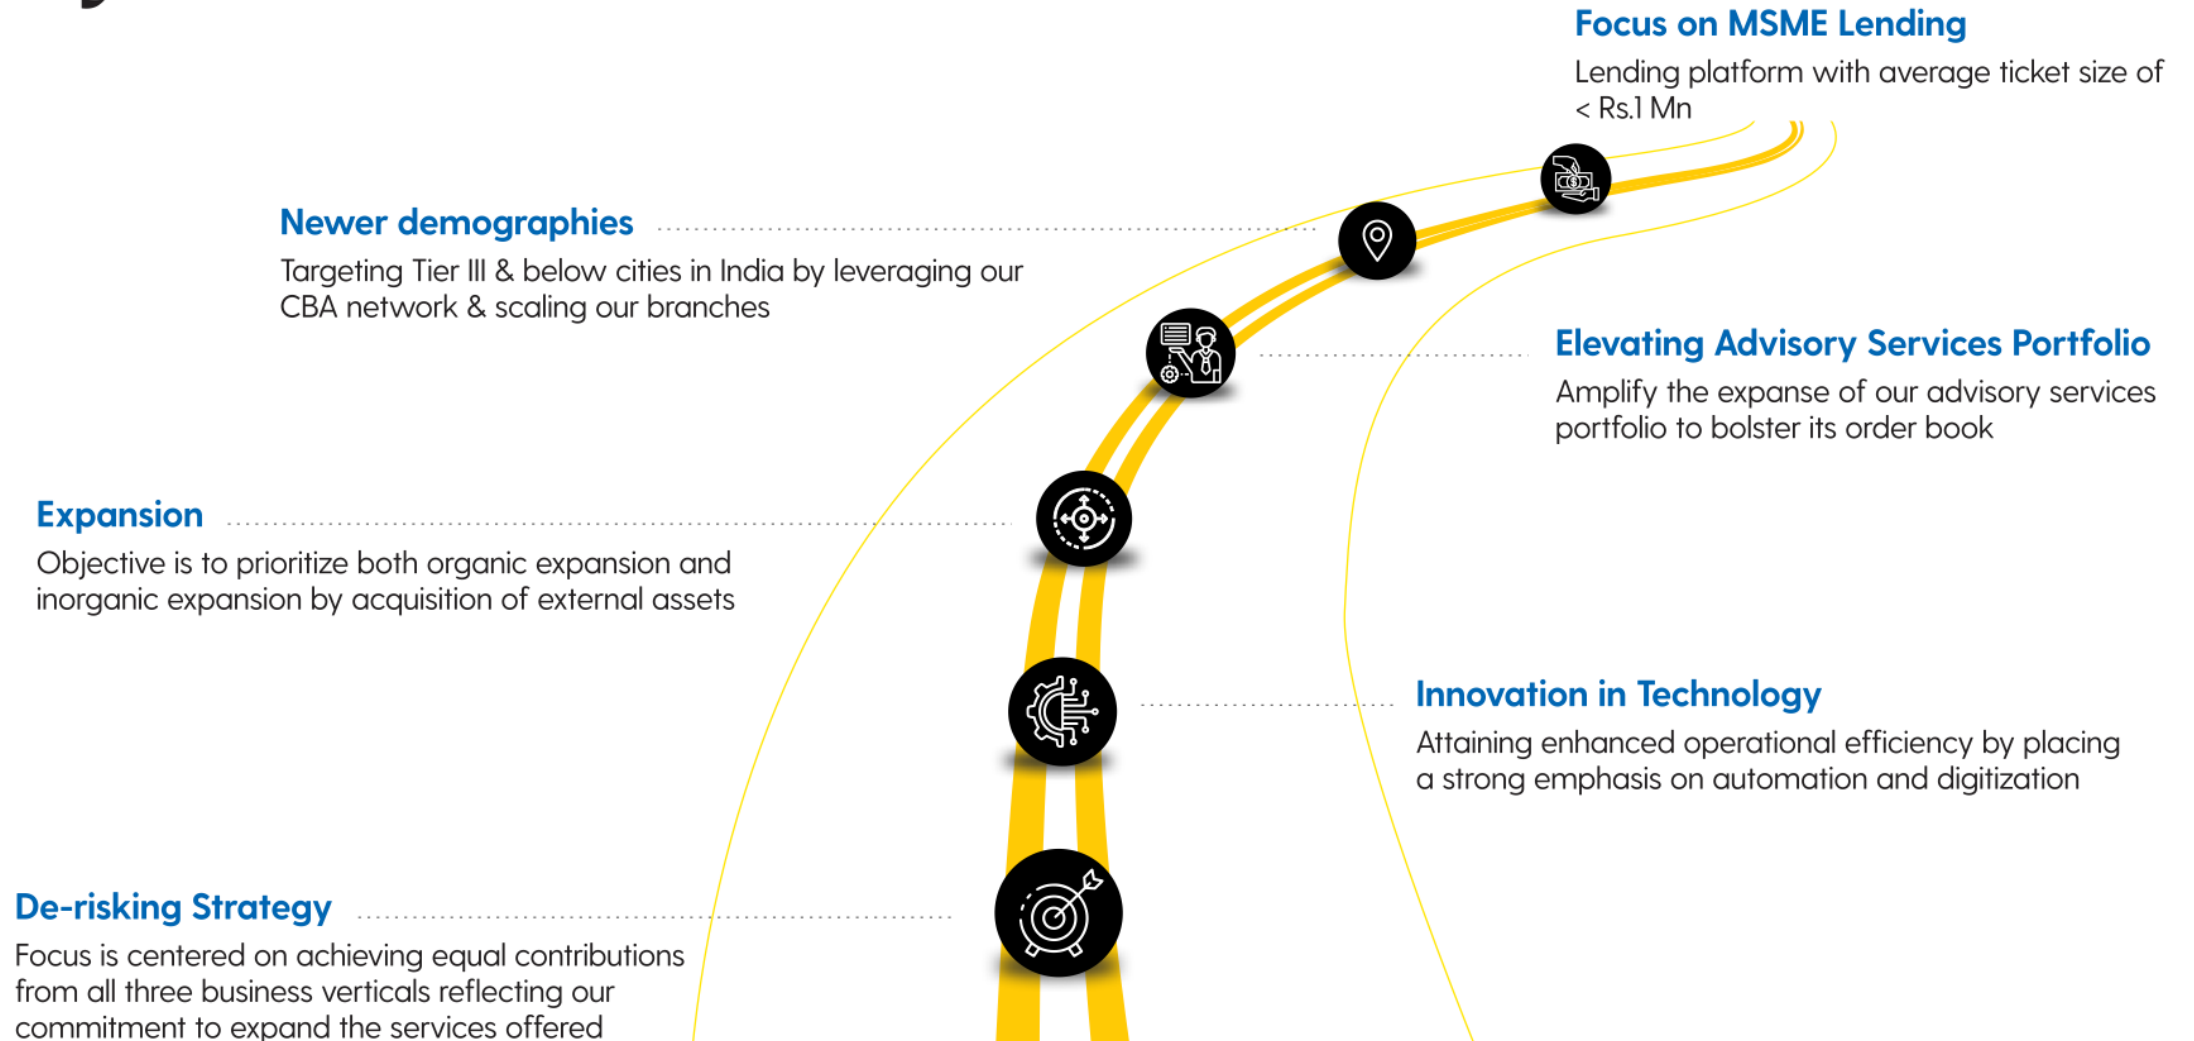 Focus on MSME Lending
Lending platform with average ticket size of
< Rs.1 Mn
Newer demographies
Targeting Tier III & below cities in India by leveraging our
CBA network & scaling our branches
Elevating Advisory Services Portfolio
Amplify the expanse of our advisory services
portfolio to bolster its order book
Expansion
Objective is to prioritize both organic expansion and
inorganic expansion by acquisition of external assets
Innovation in Technology
Attaining enhanced operational efficiency by placing
a strong emphasis on automation and digitization
De-risking Strategy
Focus is centered on achieving equal contributions
from all three business verticals reflecting our
commitment to expand the services offered